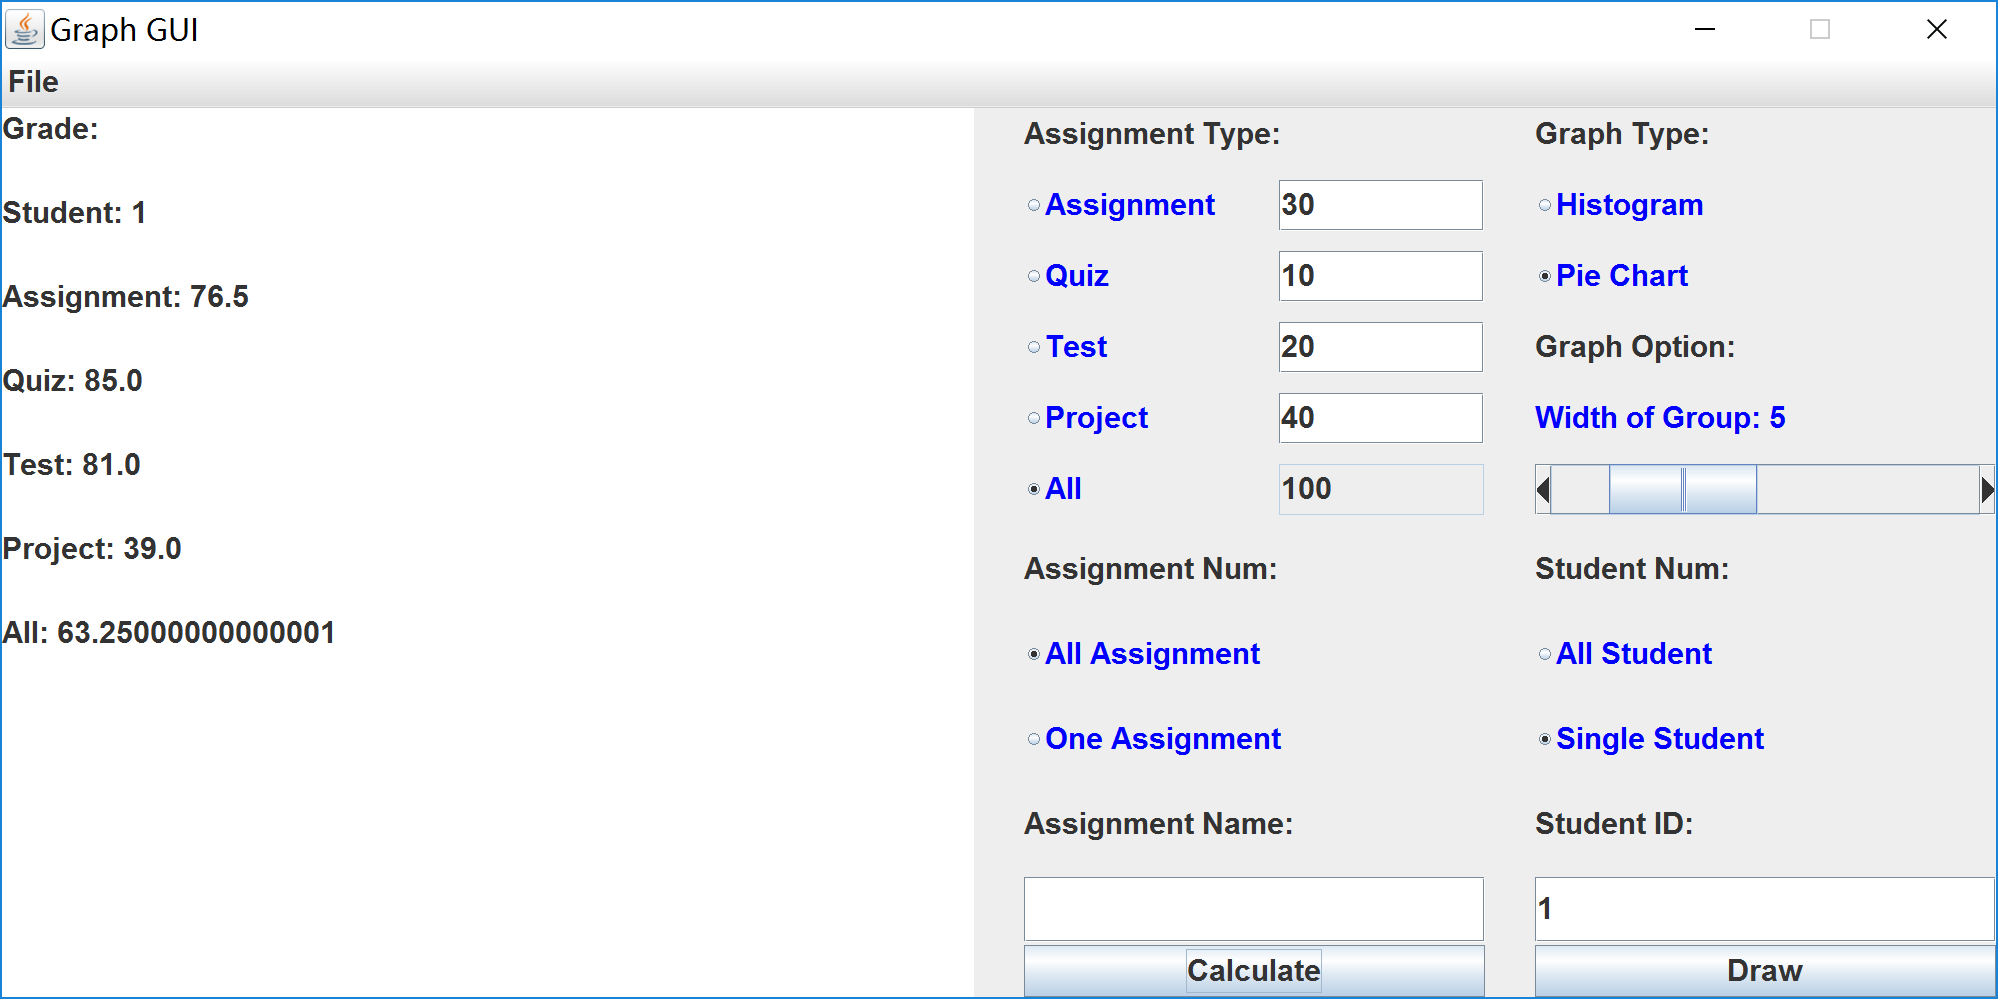 Graph GUI
File
Grade:
Student: 1
Assignment: 76.5
Quiz: 85.0
Test: 81.0
Project: 39.0
All: 63.25000000000001
Assignment Type:
Assignment 30
Quiz 10
Test 20
Project 40
All 100
Assignment Num:
All Assignment
One Assignment
Assignment Name:
Calculate
Graph Type:
Histogram
Pie Chart
Graph Option:
Width of Group: 5
Student Num:
All Student
Single Student
Student ID:
1
Draw